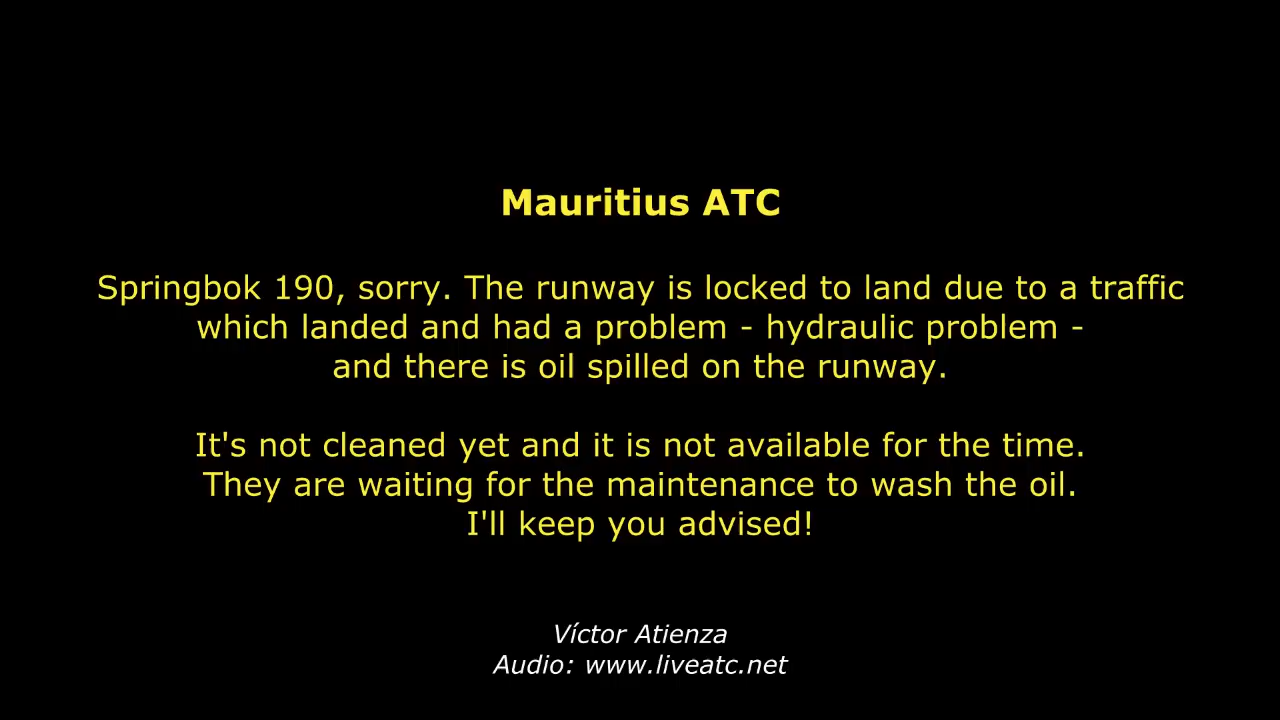 Mauritius ATC
Springbok 190, sorry. The runway is locked to land due to a traffic
which landed and had a problem - hydraulic problem -
and there is oil spilled on the runway.
It's not cleaned yet and it is not available for the time.
They are waiting for the maintenance to wash the oil.
I'll keep you advised!
Víctor Atienza
Audio: www.liveatc.net